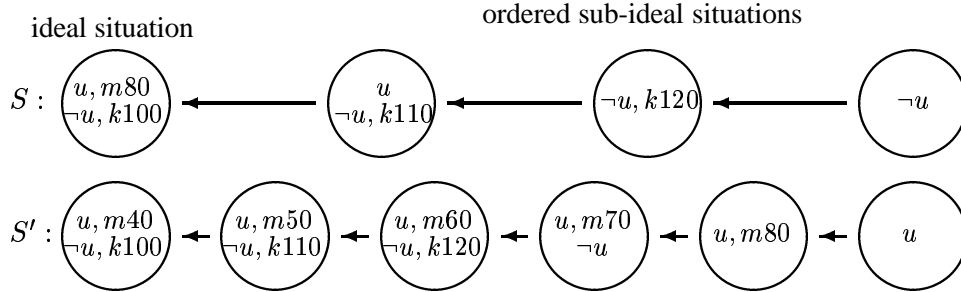 ideal situation
ordered sub-ideal situations
S :
u, m80
¬u, k100
u
¬u, k110
¬u, k120
¬u
S′ :
u, m40
¬u, k100
u, m50
¬u, k110
u, m60
¬u, k120
u, m70
¬u
u, m80
u